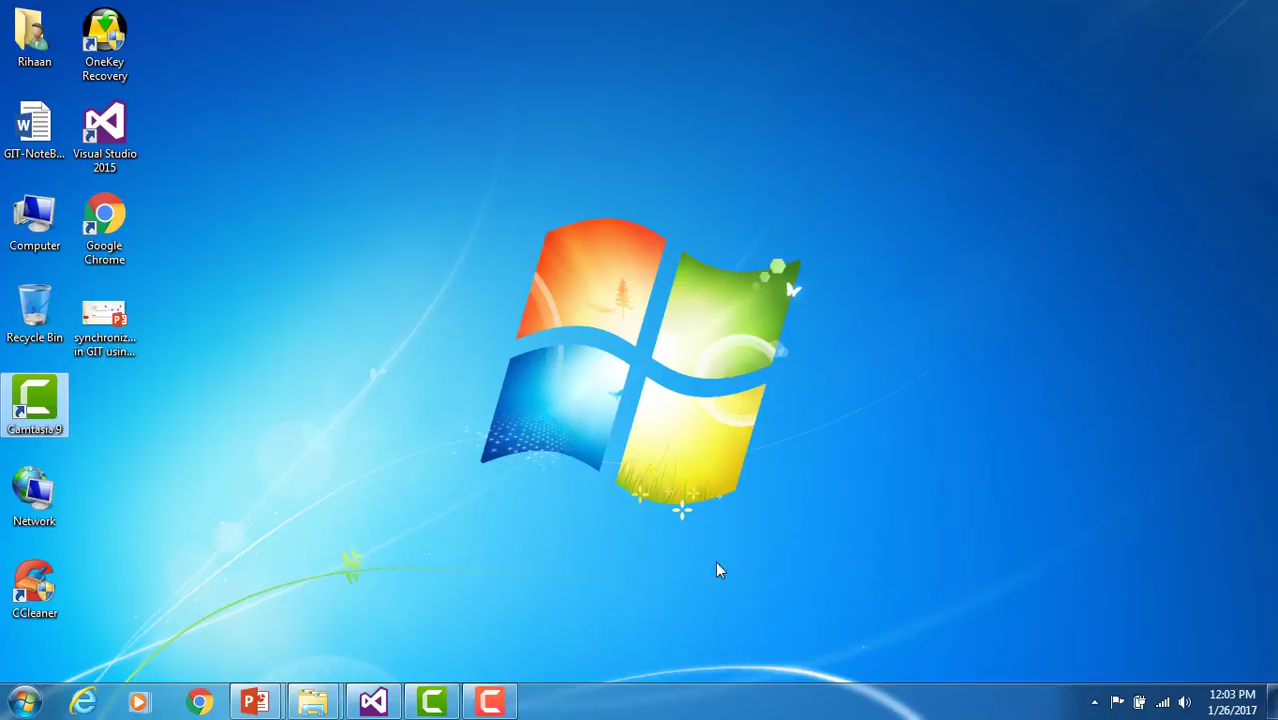 Rihaan
OneKey
Recovery
GIT-NoteB...
Visual Studio
2015
Computer
Google
Chrome
Recycle Bin
synchroniz...
in GIT usin...
Camtasia 9
Network
CCleaner
12:03 PM
1/26/2017